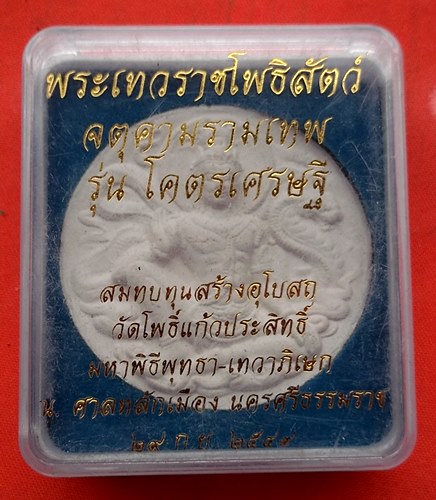 พระเทวราชโพธิสัตว์
จตุคามรามเทพ
รุ่น โคตรเศรษฐี
สมทบทุนสร้างอุโบสถ
วัดโพธิ์แก้วประสิทธิ์
มหาพิธีพุทธา-เทวาภิเษก
ณ. ศาลหลักเมือง นครศรีธรรมราช
๒๘ ก.พ.